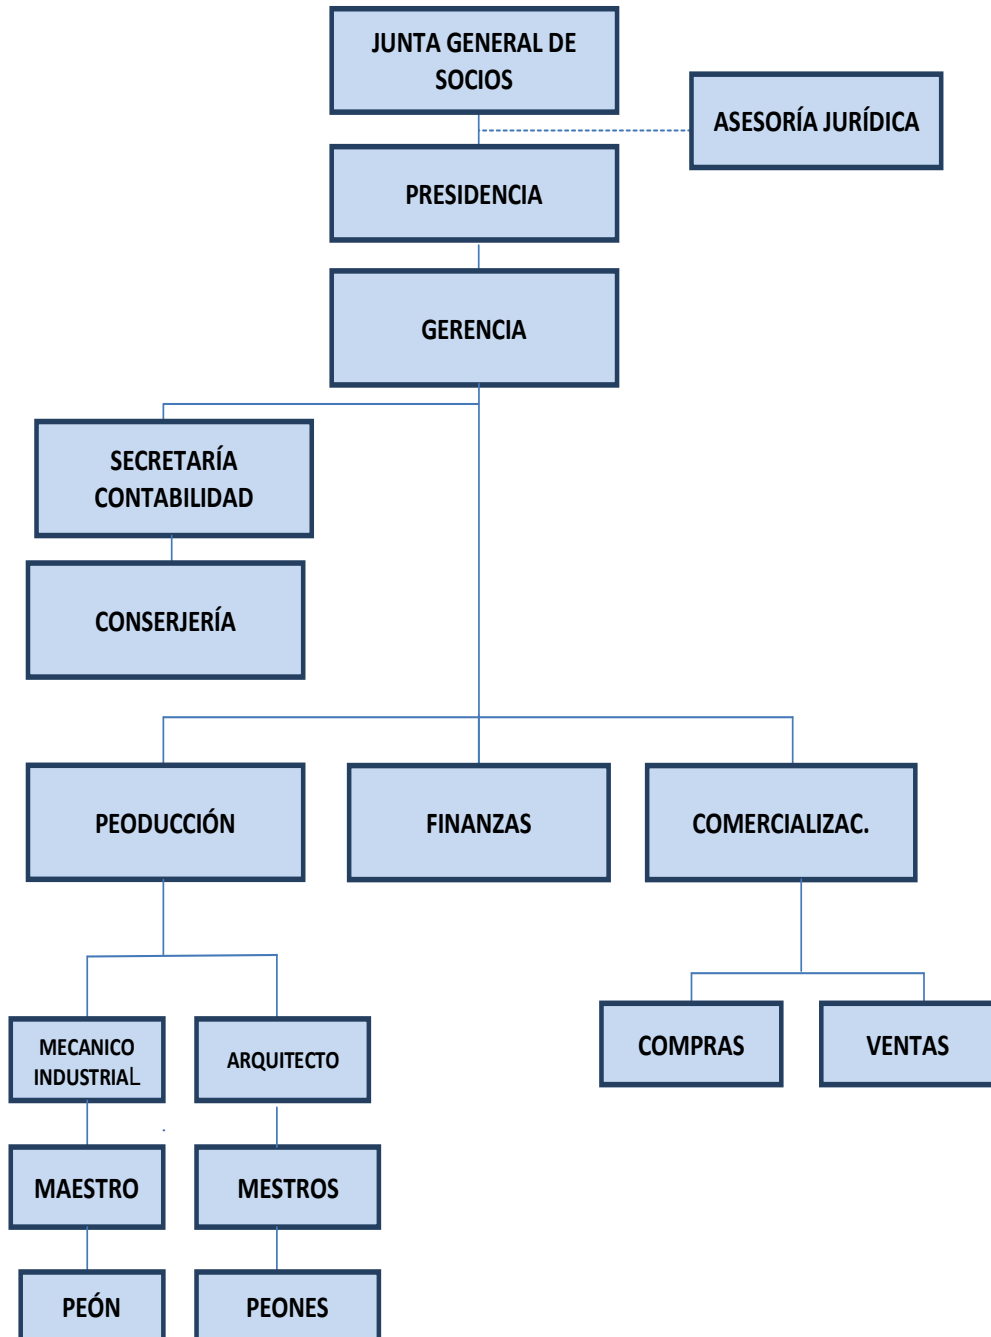 JUNTA GENERAL DE
SOCIOS
ASESORÍA JURÍDICA
PRESIDENCIA
GERENCIA
SECRETARÍA
CONTABILIDAD
CONSERJERÍA
PEODUCCIÓN
FINANZAS
COMERCIALIZAC.
MECANICO
INDUSTRIAL
ARQUITECTO
COMPRAS
VENTAS
MAESTRO
MESTROS
PEÓN
PEONES